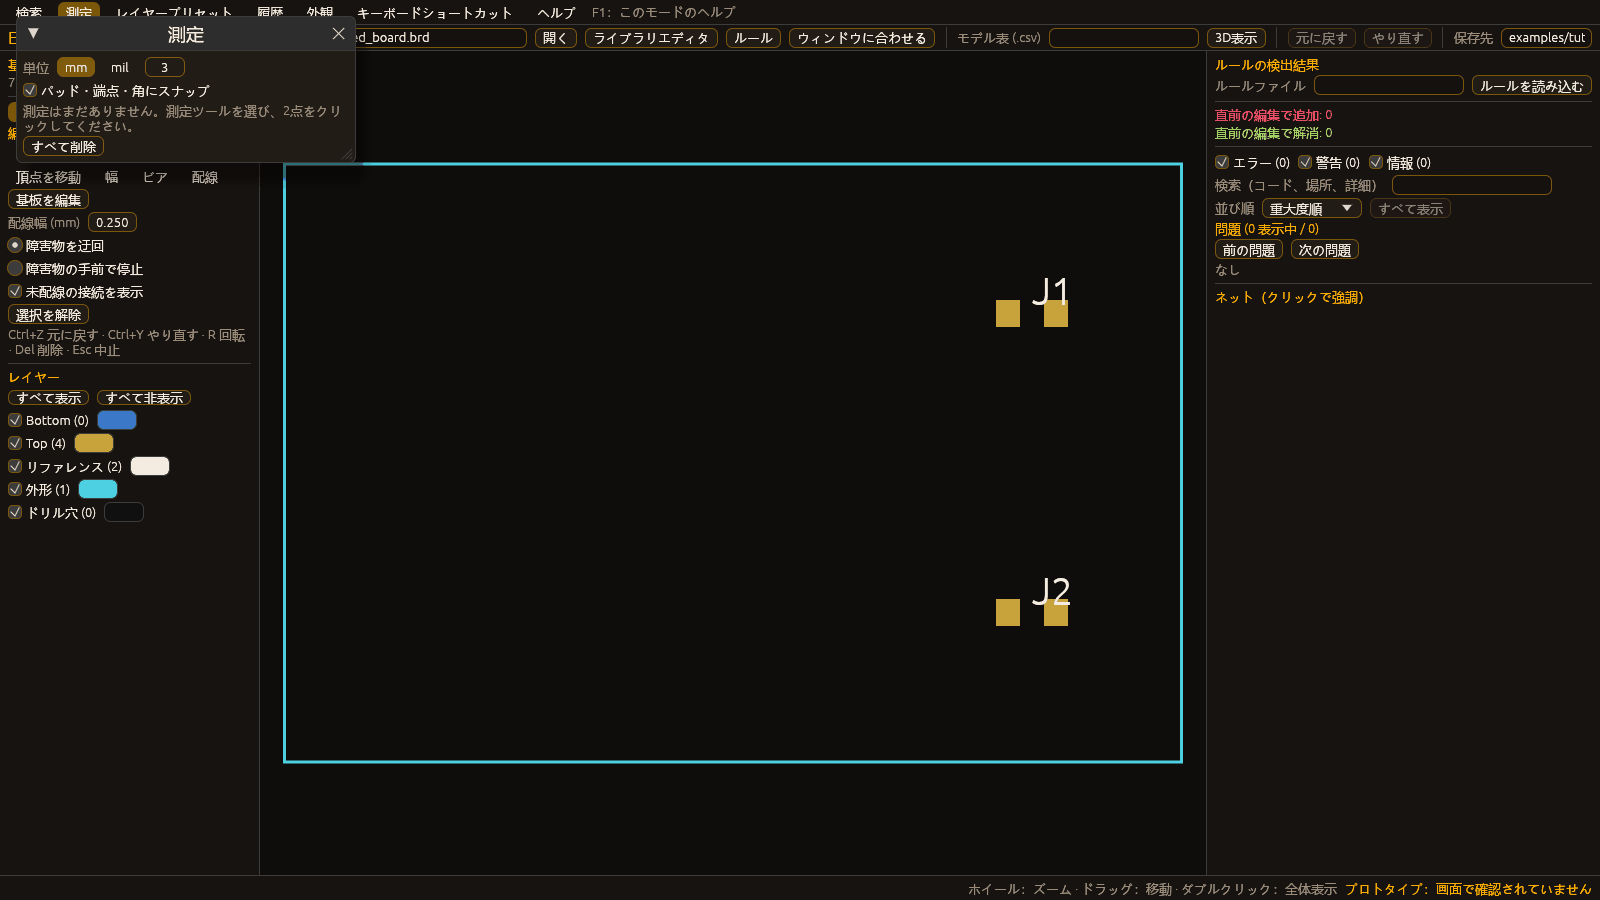 検索 測定 レイヤープリセット 履歴 外観 キーボードショートカット ヘルプ F1: このモードのヘルプ
ed_board.brd 開く ライブラリエディタ ルール ウィンドウに合わせる モデル表 (.csv) 3D表示 元に戻す やり直す 保存先 examples/tut
▼ 測定 ×
単位 mm mil 3
パッド・端点・角にスナップ
測定はまだありません。測定ツールを選び、2点をクリ
ックしてください。
すべて削除
頂点を移動 幅 ビア 配線
基板を編集
配線幅 (mm) 0.250
障害物を迂回
障害物の手前で停止
未配線の接続を表示
選択を解除
Ctrl+Z 元に戻す · Ctrl+Y やり直す · R 回転
· Del 削除 · Esc 中止
レイヤー
すべて表示 すべて非表示
Bottom (0)
Top (4)
リファレンス (2)
外形 (1)
ドリル穴 (0)
J1
J2
ルールの検出結果
ルールファイル ルールを読み込む
直前の編集で追加: 0
直前の編集で解消: 0
エラー (0) 警告 (0) 情報 (0)
検索（コード、場所、詳細）
並び順 重大度順 ▼ すべて表示
問題 (0 表示中 / 0)
前の問題 次の問題
なし
ネット（クリックで強調）
ホイール: ズーム · ドラッグ: 移動 · ダブルクリック: 全体表示 プロトタイプ: 画面で確認されていません